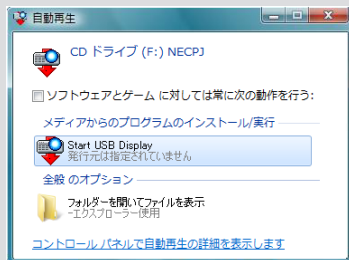 自動再生
CD ドライブ (F:) NECPJ
ソフトウェアとゲーム に対しては常に次の動作を行う:
メディアからのプログラムのインストール/実行
Start USB Display
発行元は指定されていません
全般 のオプション
フォルダーを開いてファイルを表示
-エクスプローラー使用
コントロール パネルで自動再生の詳細を表示します